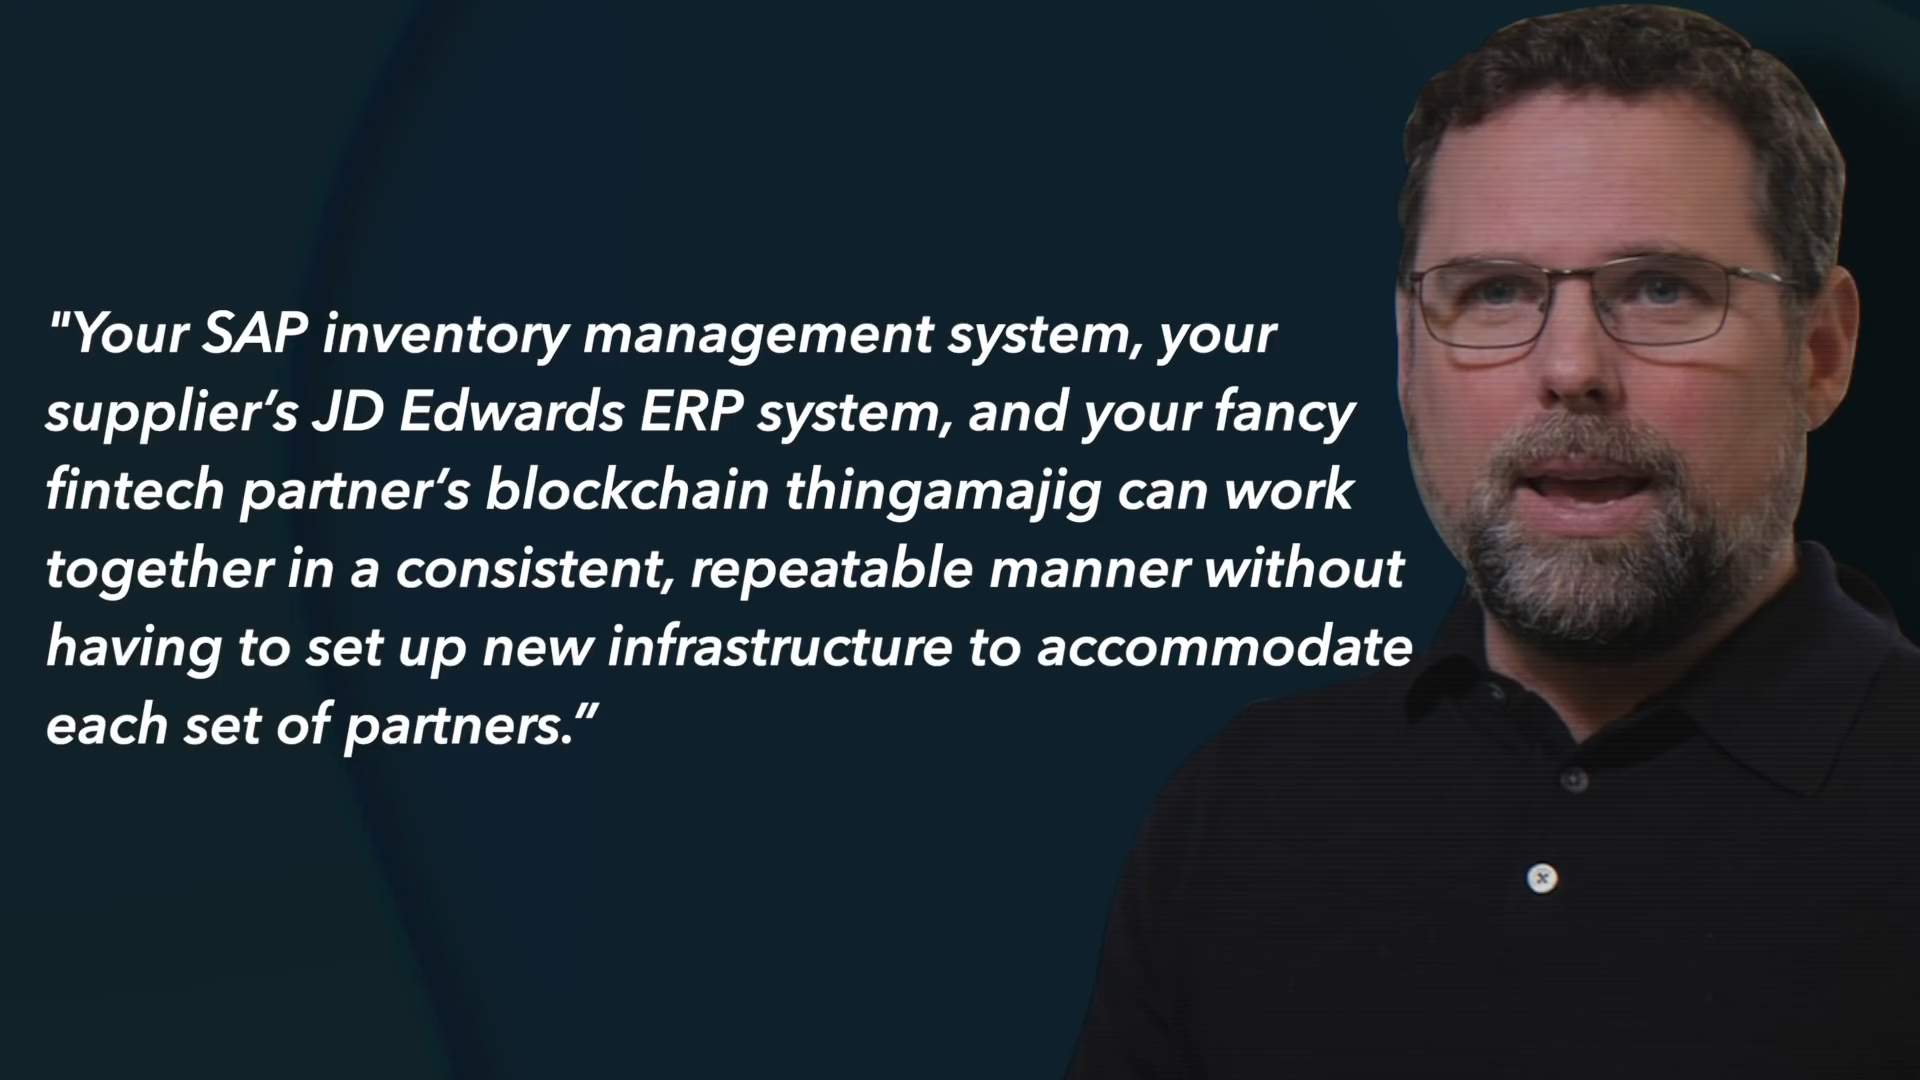 "Your SAP inventory management system, your
supplier’s JD Edwards ERP system, and your fancy
fintech partner’s blockchain thingamajig can work
together in a consistent, repeatable manner without
having to set up new infrastructure to accommodate
each set of partners.”